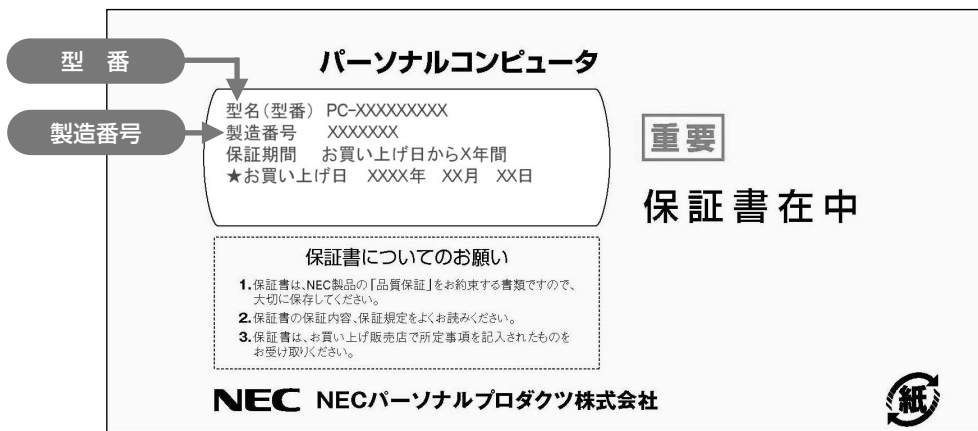 パーソナルコンピュータ
型 番
型名(型番) PC-XXXXXXXXX
製造番号
製造番号 XXXXXXX
保証期間 お買い上げ日からX年間
★お買い上げ日 XXXX年 XX月 XX日
重要
保証書在中
保証書についてのお願い
1.保証書は、NEC製品の「品質保証」をお約束する書類ですので、
大切に保存してください。
2.保証書の保証内容、保証規定をよくお読みください。
3.保証書は、お買い上げ販売店で所定事項を記入されたものを
お受け取りください。
NEC NECパーソナルプロダクツ株式会社
紙